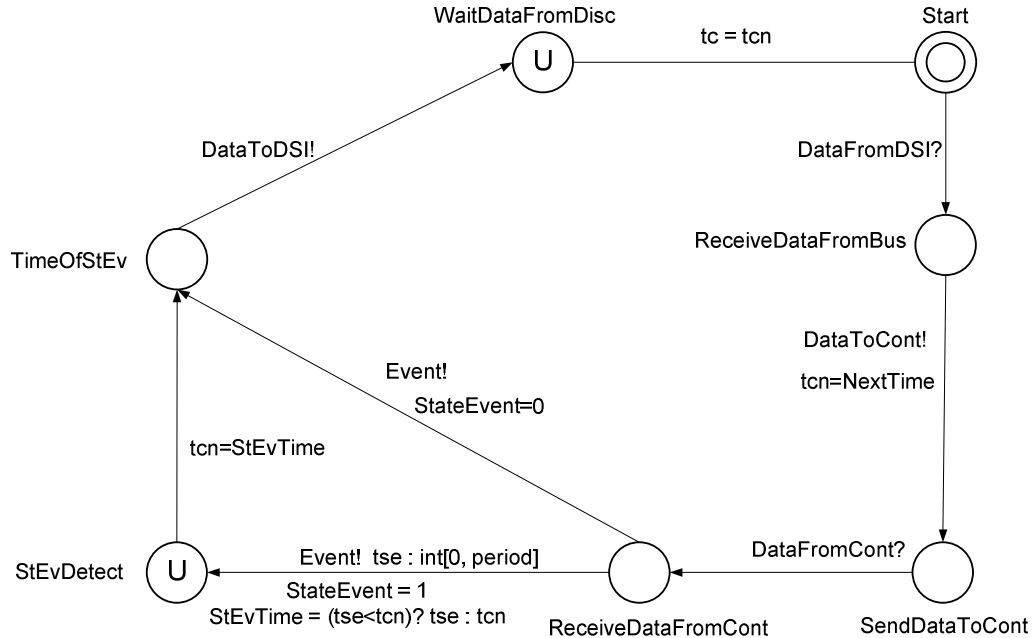 WaitDataFromDisc
Start
U
tc = tcn
DataToDSI!
DataFromDSI?
ReceiveDataFromBus
TimeOfStEv
DataToCont!
tcn=NextTime
Event!
StateEvent=0
tcn=StEvTime
DataFromCont?
Event! tse : int[0, period]
StEvDetect
U
StateEvent = 1
StEvTime = (tse<tcn)? tse : tcn
ReceiveDataFromCont
SendDataToCont